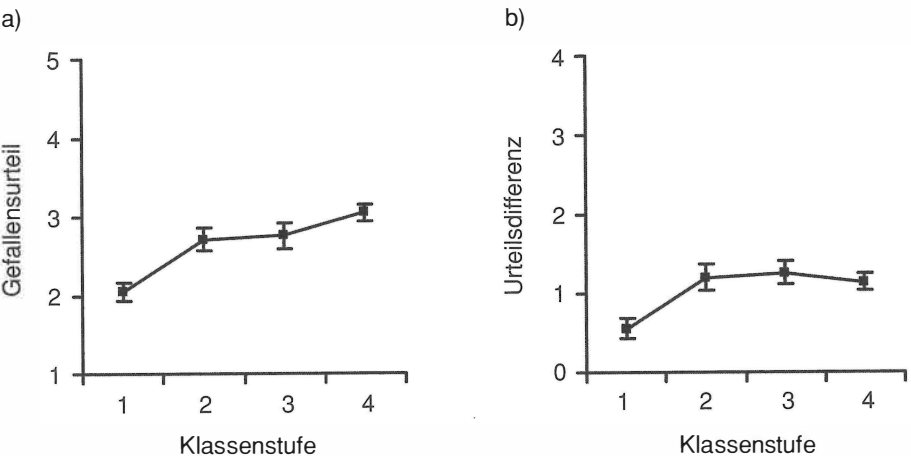 a)
5
4
3
2
1
Gefallensurteil
1 2 3 4
Klassenstufe
b)
4
3
2
1
0
Urteilsdifferenz
1 2 3 4
Klassenstufe